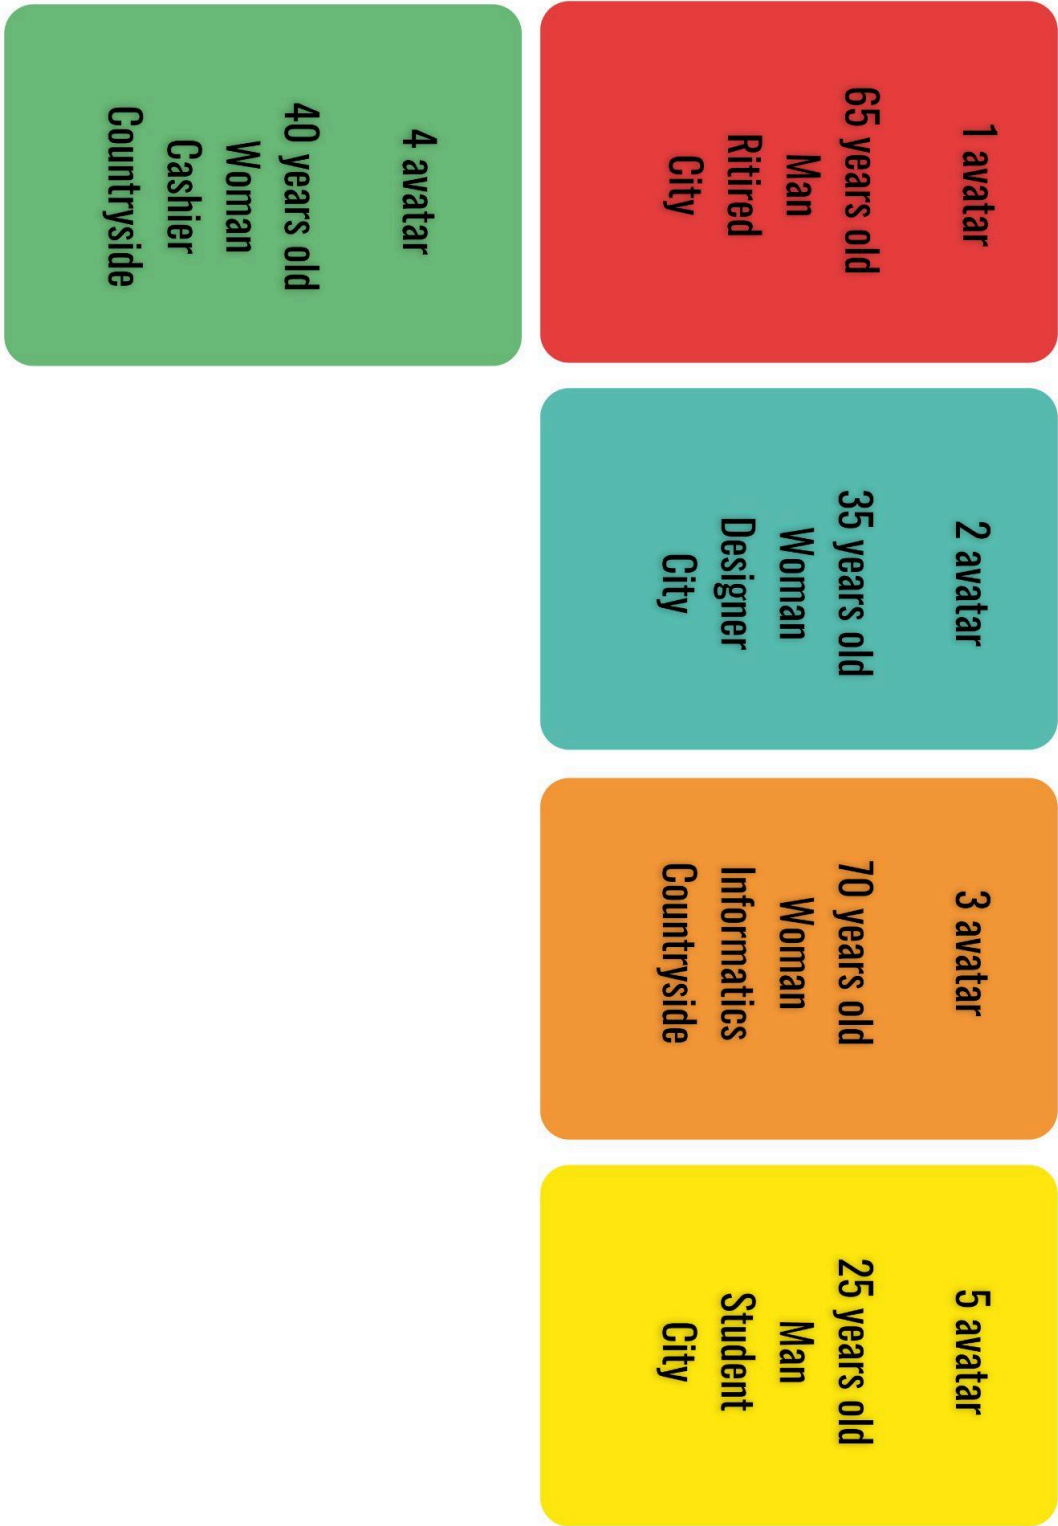 1 avatar
65 years old
Man
Ritired
City
2 avatar
35 years old
Woman
Designer
City
3 avatar
70 years old
Woman
Informatics
Countryside
5 avatar
25 years old
Man
Student
City
4 avatar
40 years old
Woman
Cashier
Countryside